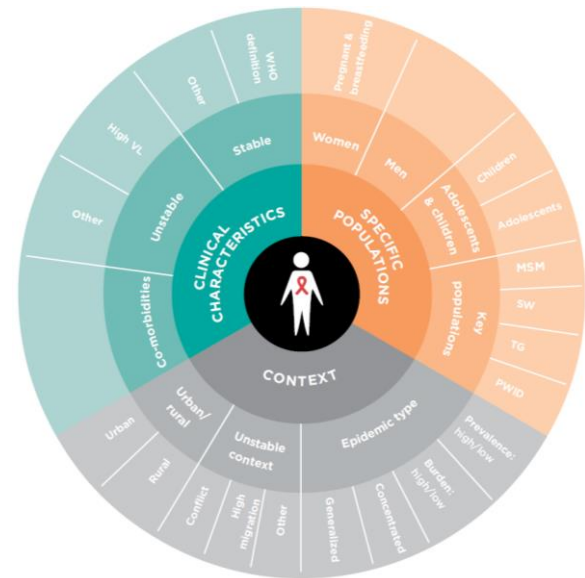 CLINICAL
CHARACTERISTICS
Stable
WHO
definition
Other
Unstable
High VL
Other
Co-morbidities
SPECIFIC
POPULATIONS
Women
Pregnant &
breastfeeding
Men
Adolescents
& children
Children
Adolescents
Key
populations
MSM
SW
TG
PWID
CONTEXT
Urban/
rural
Urban
Rural
Unstable
context
Conflict
High
migration
Other
Epidemic type
Generalized
Concentrated
Burden:
high/low
Prevalence:
high/low